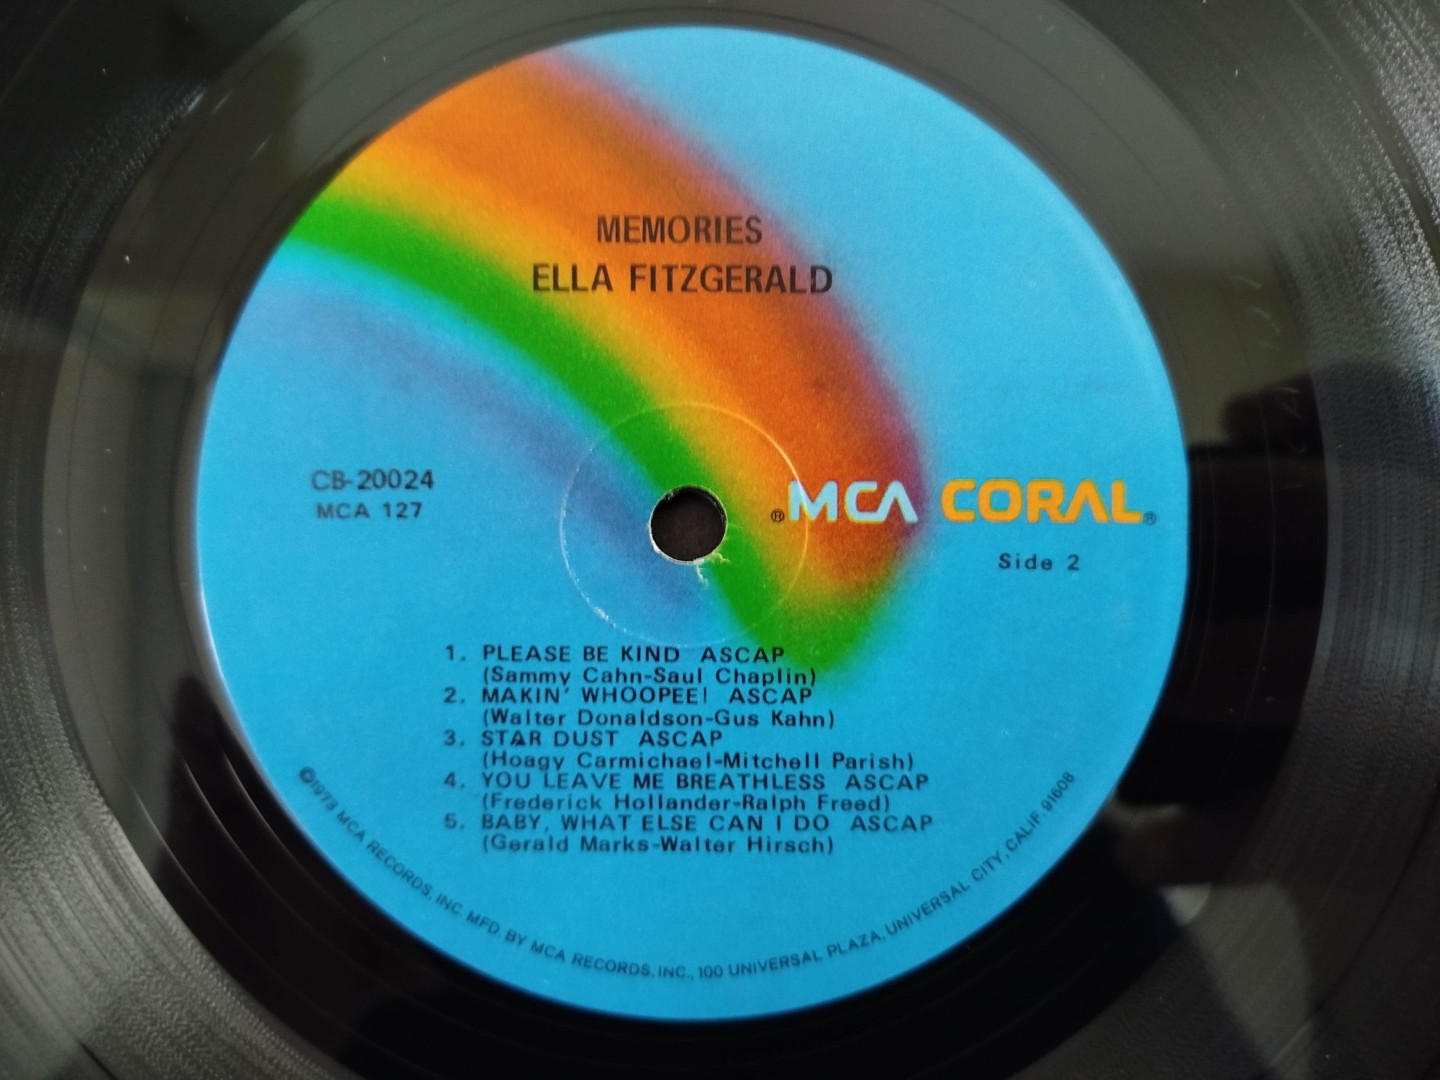 MEMORIES
ELLA FITZGERALD
CB-20024
MCA 127
®MCA CORAL®
Side 2
1. PLEASE BE KIND ASCAP
(Sammy Cahn-Saul Chaplin)
2. MAKIN' WHOOPEE! ASCAP
(Walter Donaldson-Gus Kahn)
3. STAR DUST ASCAP
(Hoagy Carmichael-Mitchell Parish)
4. YOU LEAVE ME BREATHLESS ASCAP
(Frederick Hollander-Ralph Freed)
5. BABY, WHAT ELSE CAN I DO ASCAP
(Gerald Marks-Walter Hirsch)
©1973 MCA RECORDS, INC. MFD. BY MCA RECORDS, INC., 100 UNIVERSAL PLAZA, UNIVERSAL CITY, CALIF. 91608